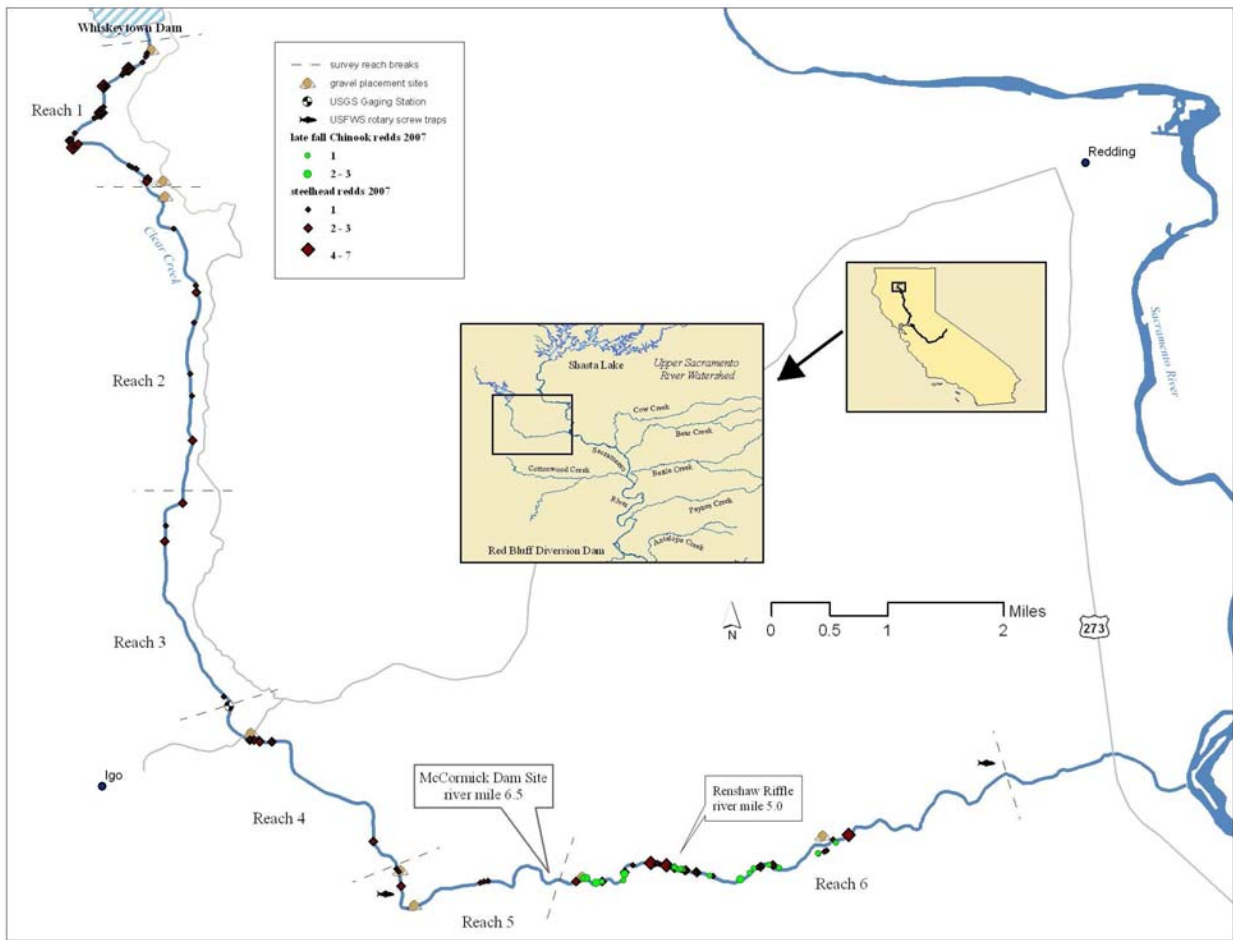 Whiskeytown Dam
survey reach breaks
gravel placement sites
USGS Gaging Station
USFWS rotary screw traps
late fall Chinook redds 2007
1
2 - 3
steelhead redds 2007
1
2 - 3
4 - 7
Reach 1
Clear Creek
Reach 2
Reach 3
Igo
Reach 4
Reach 5
Reach 6
McCormick Dam Site
river mile 6.5
Renshaw Riffle
river mile 5.0
Redding
Sacramento River
Shasta Lake
Upper Sacramento
River Watershed
Cow Creek
Bear Creek
Sacramento
River
Cottonwood Creek
Battle Creek
Paynes Creek
Antelope Creek
Red Bluff Diversion Dam
N
0 0.5 1 2
Miles
273